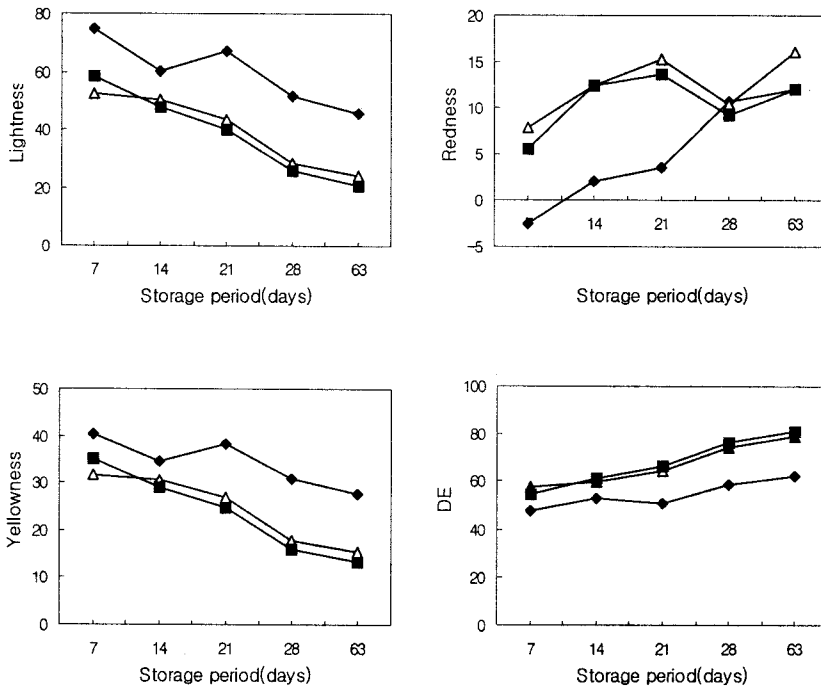 80
60
40
20
0
Lightness
7 14 21 28 63
Storage period(days)
20
15
10
5
0
−5
Redness
14 21 28 63
Storage period(days)
50
40
30
20
10
0
Yellowness
7 14 21 28 63
Storage period(days)
100
80
60
40
20
0
DE
7 14 21 28 63
Storage period(days)